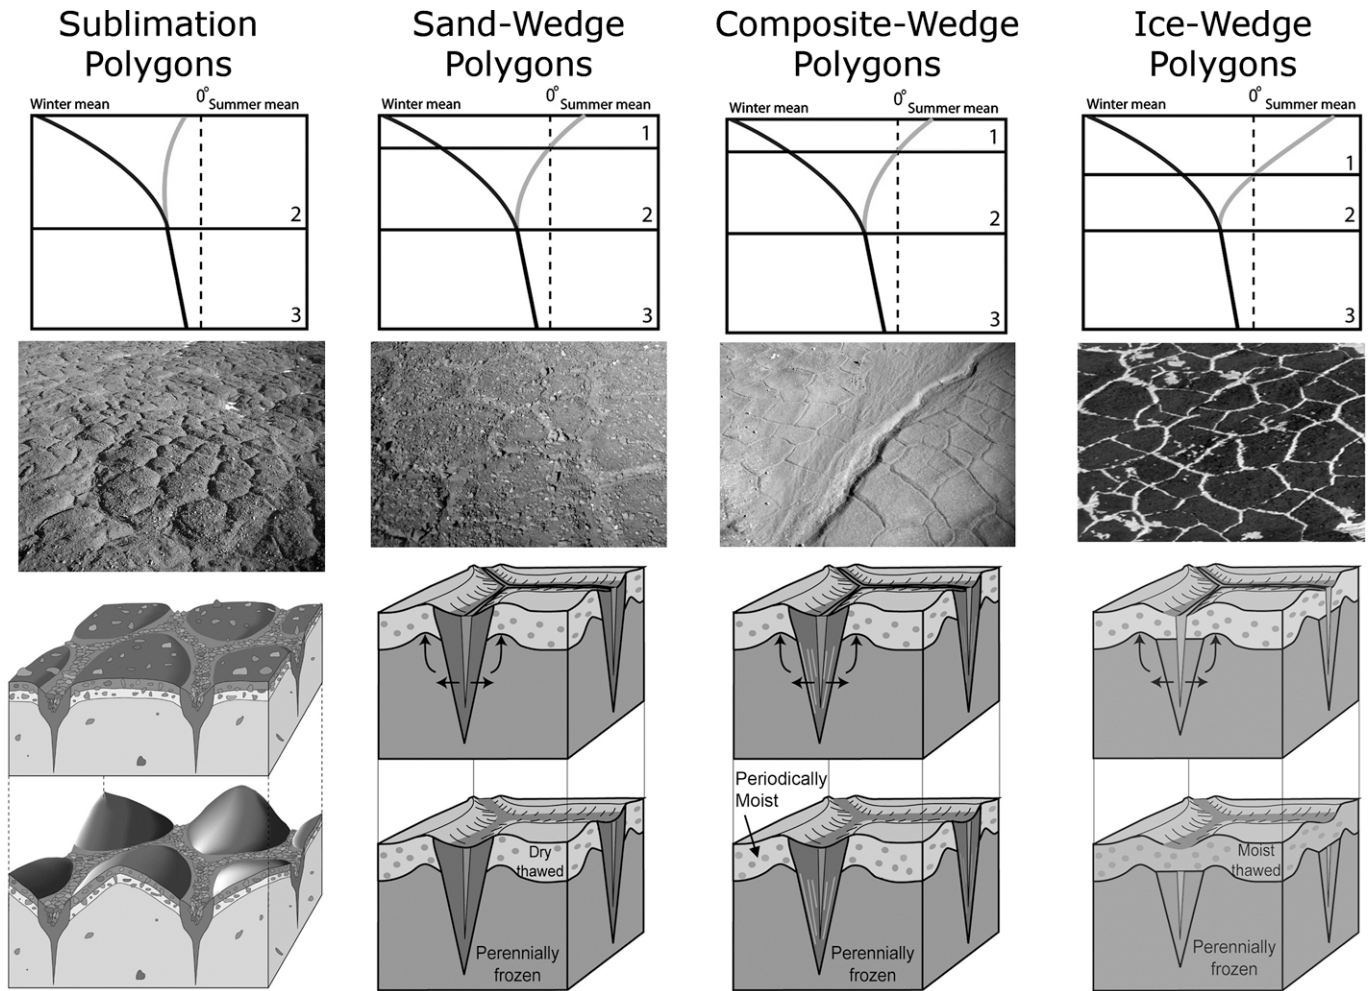 Sublimation
Polygons
Sand-Wedge
Polygons
Composite-Wedge
Polygons
Ice-Wedge
Polygons
Winter mean
0°
Summer mean
2
3
Winter mean
0°
Summer mean
1
2
3
Winter mean
0°
Summer mean
1
2
3
Winter mean
0°
Summer mean
1
2
3
Dry
thawed
Perennially
frozen
Periodically
Moist
Perennially
frozen
Moist
thawed
Perennially
frozen